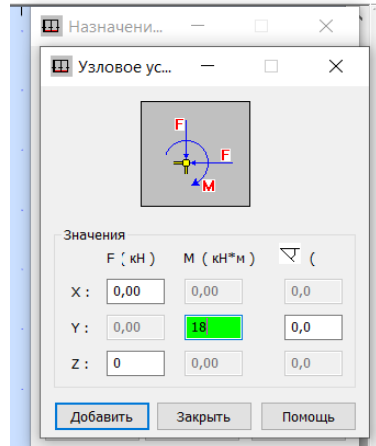 Назначени...
Узловое ус...
F
F
M
Значения
F ( кН )
M ( кН*м )
(
X :
0,00
0,00
0,0
Y :
0,00
18
0,0
Z :
0
0,00
0,0
Добавить
Закрыть
Помощь